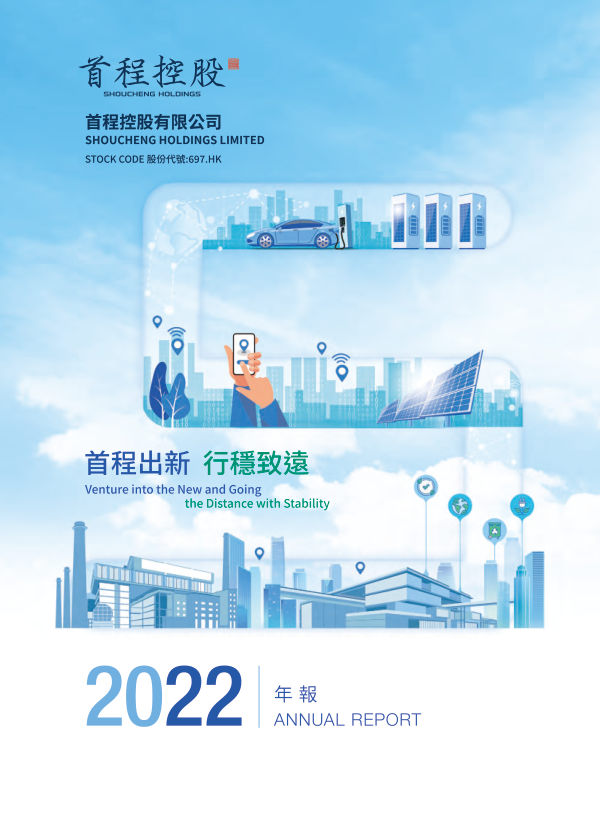 首程控股
SHOUCHENG HOLDINGS
首程控股有限公司
SHOUCHENG HOLDINGS LIMITED
STOCK CODE 股份代號:697.HK
首程出新 行穩致遠
Venture into the New and Going
the Distance with Stability
2022
年報
ANNUAL REPORT